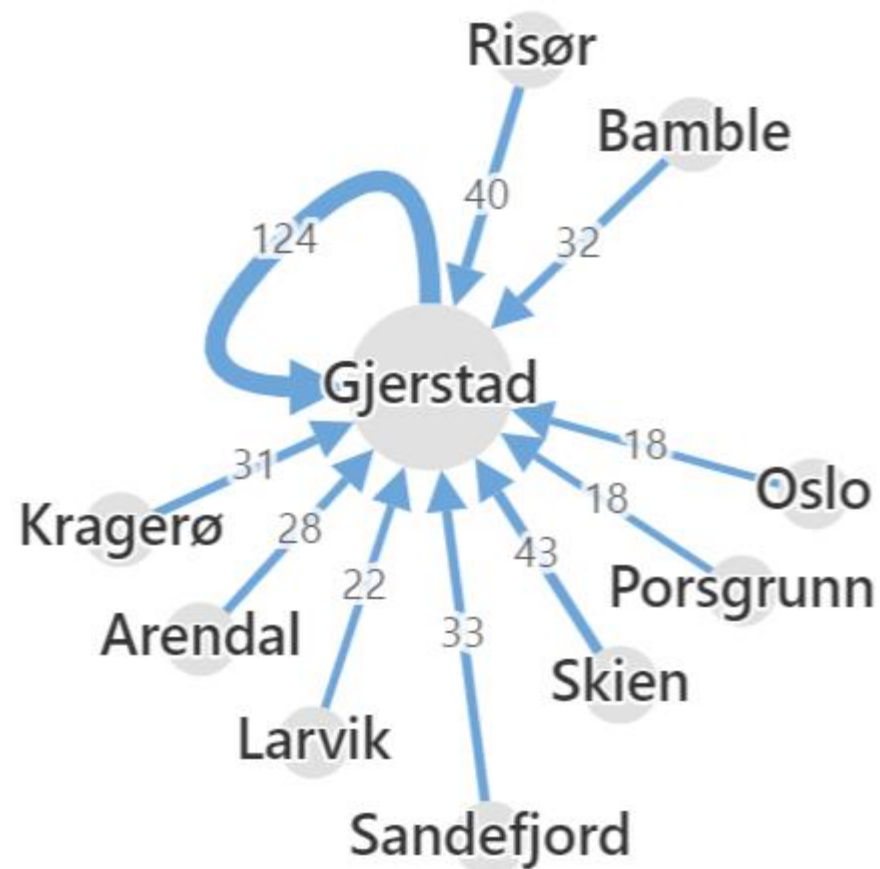 Risør
Bamble
40
124
32
Gjerstad
18
31
Oslo
18
Kragerø
28
43
22
Porsgrunn
33
Arendal
Skien
Larvik
Sandefjord